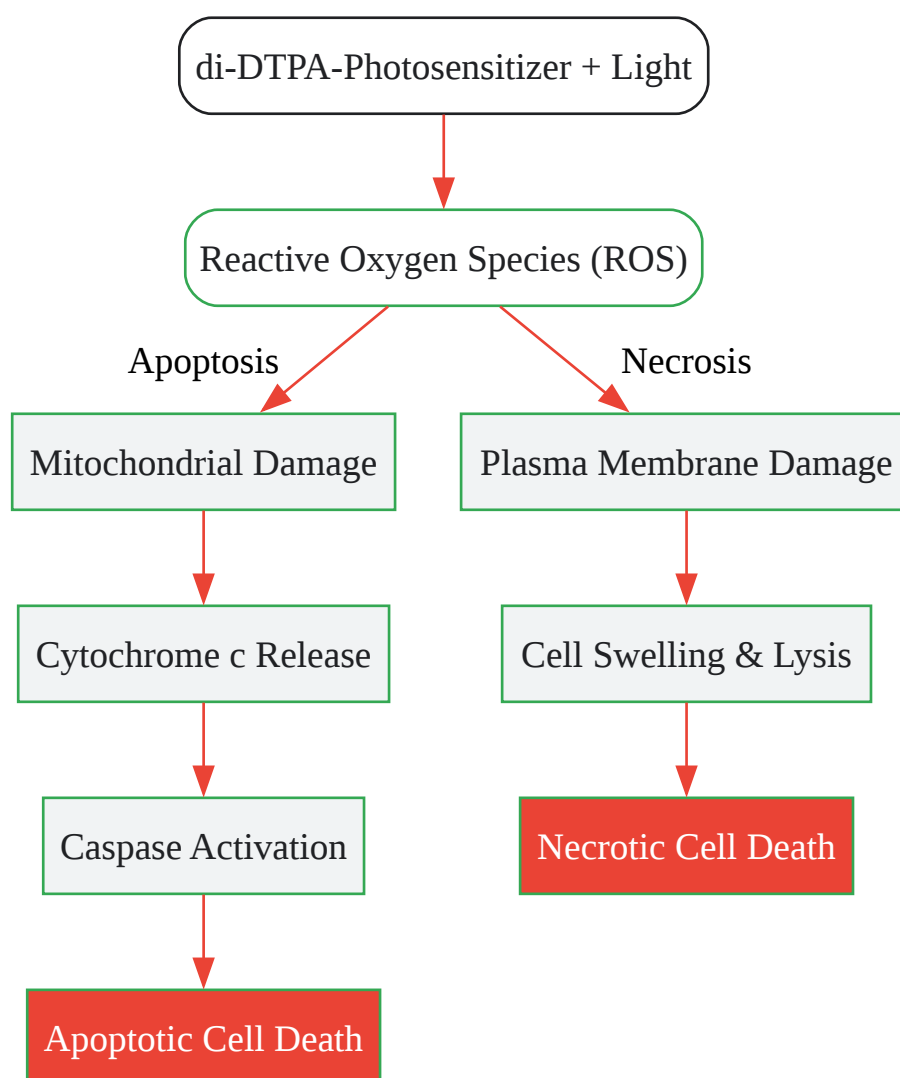 di-DTPA-Photosensitizer + Light
Reactive Oxygen Species (ROS)
Apoptosis
Necrosis
Mitochondrial Damage
Plasma Membrane Damage
Cytochrome c Release
Cell Swelling & Lysis
Caspase Activation
Necrotic Cell Death
Apoptotic Cell Death